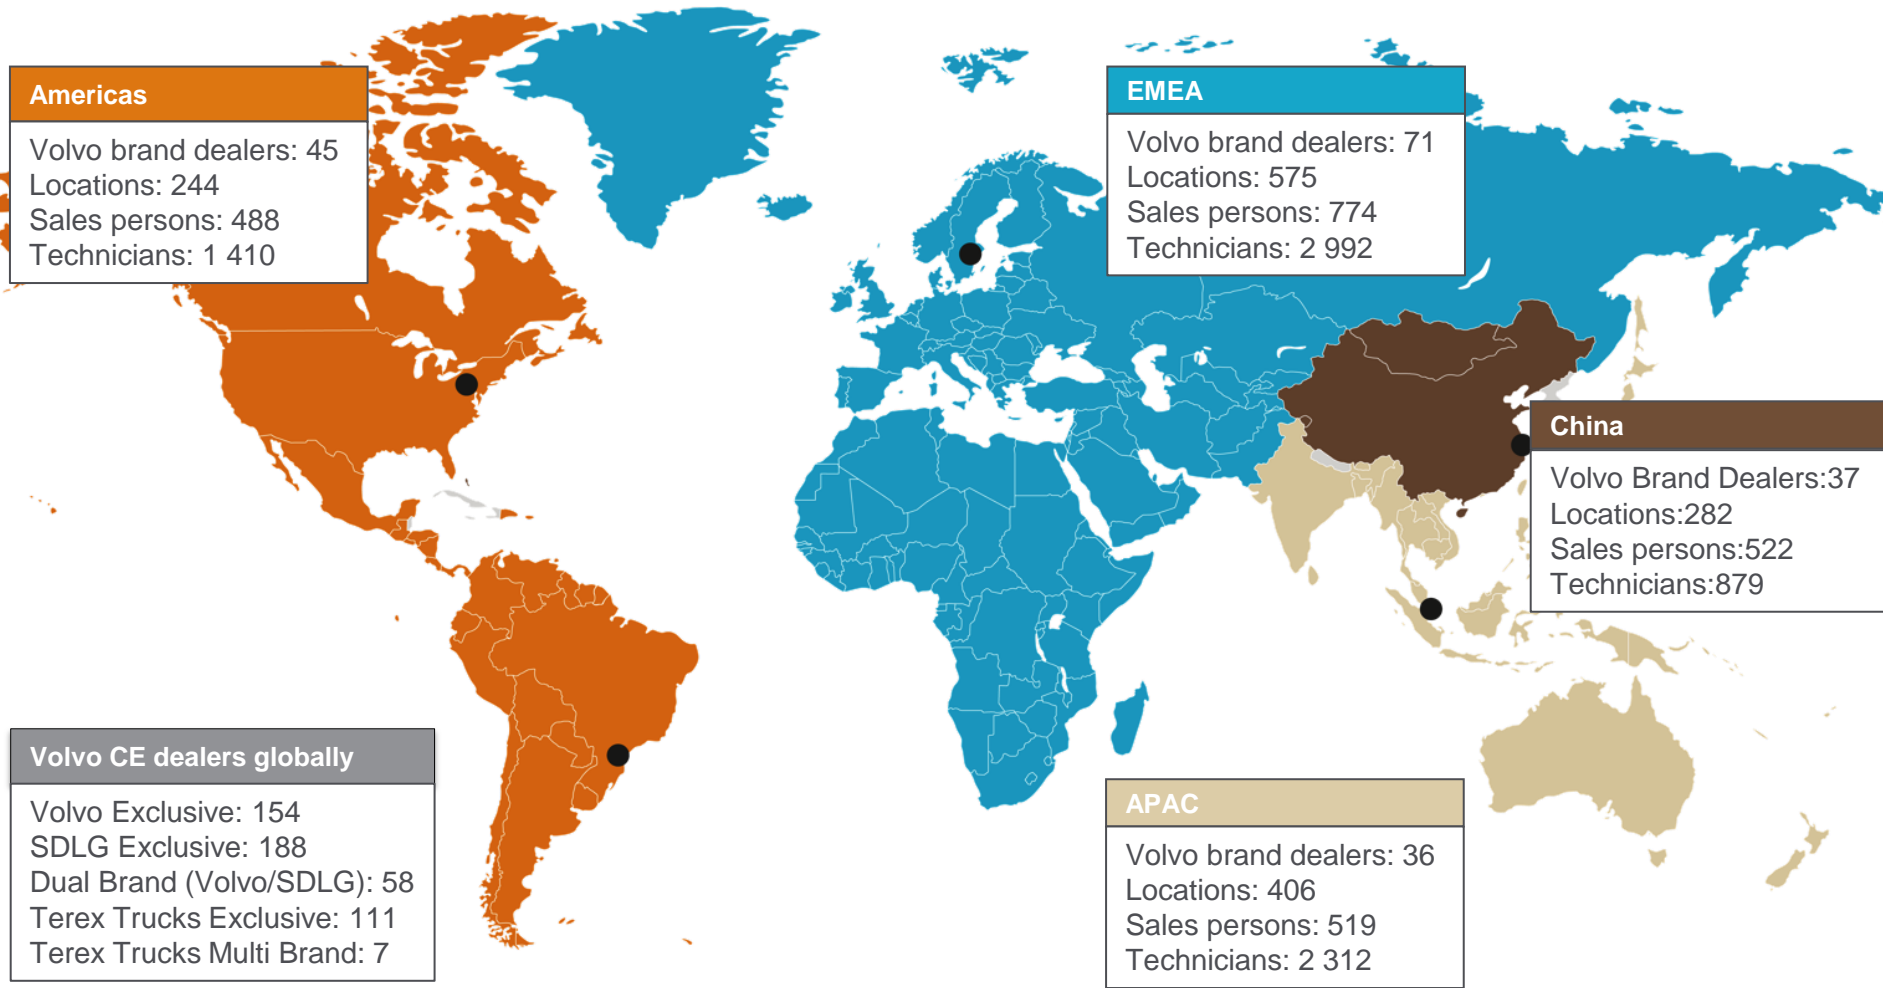 Americas
Volvo brand dealers: 45
Locations: 244
Sales persons: 488
Technicians: 1 410
EMEA
Volvo brand dealers: 71
Locations: 575
Sales persons: 774
Technicians: 2 992
China
Volvo Brand Dealers:37
Locations:282
Sales persons:522
Technicians:879
Volvo CE dealers globally
Volvo Exclusive: 154
SDLG Exclusive: 188
Dual Brand (Volvo/SDLG): 58
Terex Trucks Exclusive: 111
Terex Trucks Multi Brand: 7
APAC
Volvo brand dealers: 36
Locations: 406
Sales persons: 519
Technicians: 2 312